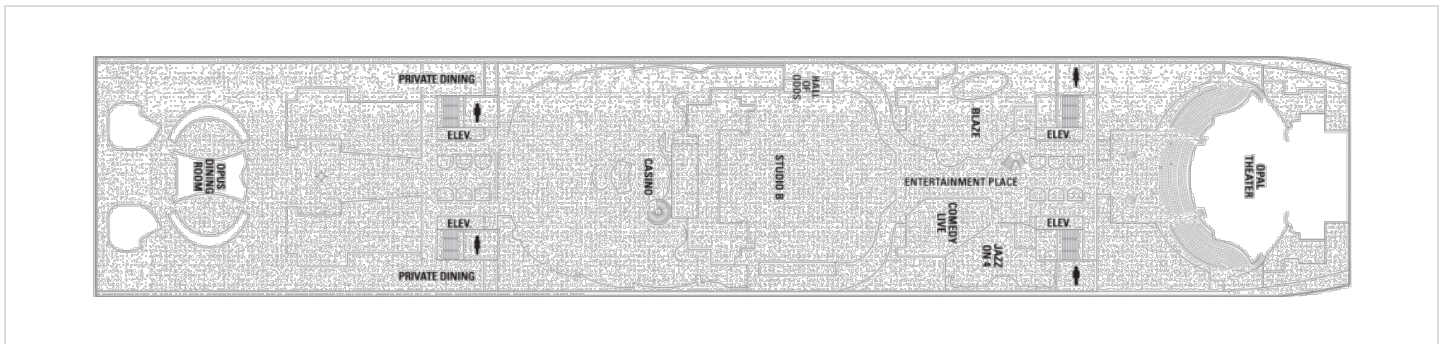 PRIVATE DINING
ELEV.
OPUS
DINING
ROOM
ELEV.
PRIVATE DINING
CASINO
STUDIO B
HALL
OF
ODDS
BLAZE
ENTERTAINMENT PLACE
COMEDY
LIVE
JAZZ
ON 4
ELEV.
ELEV.
OPAL
THEATER